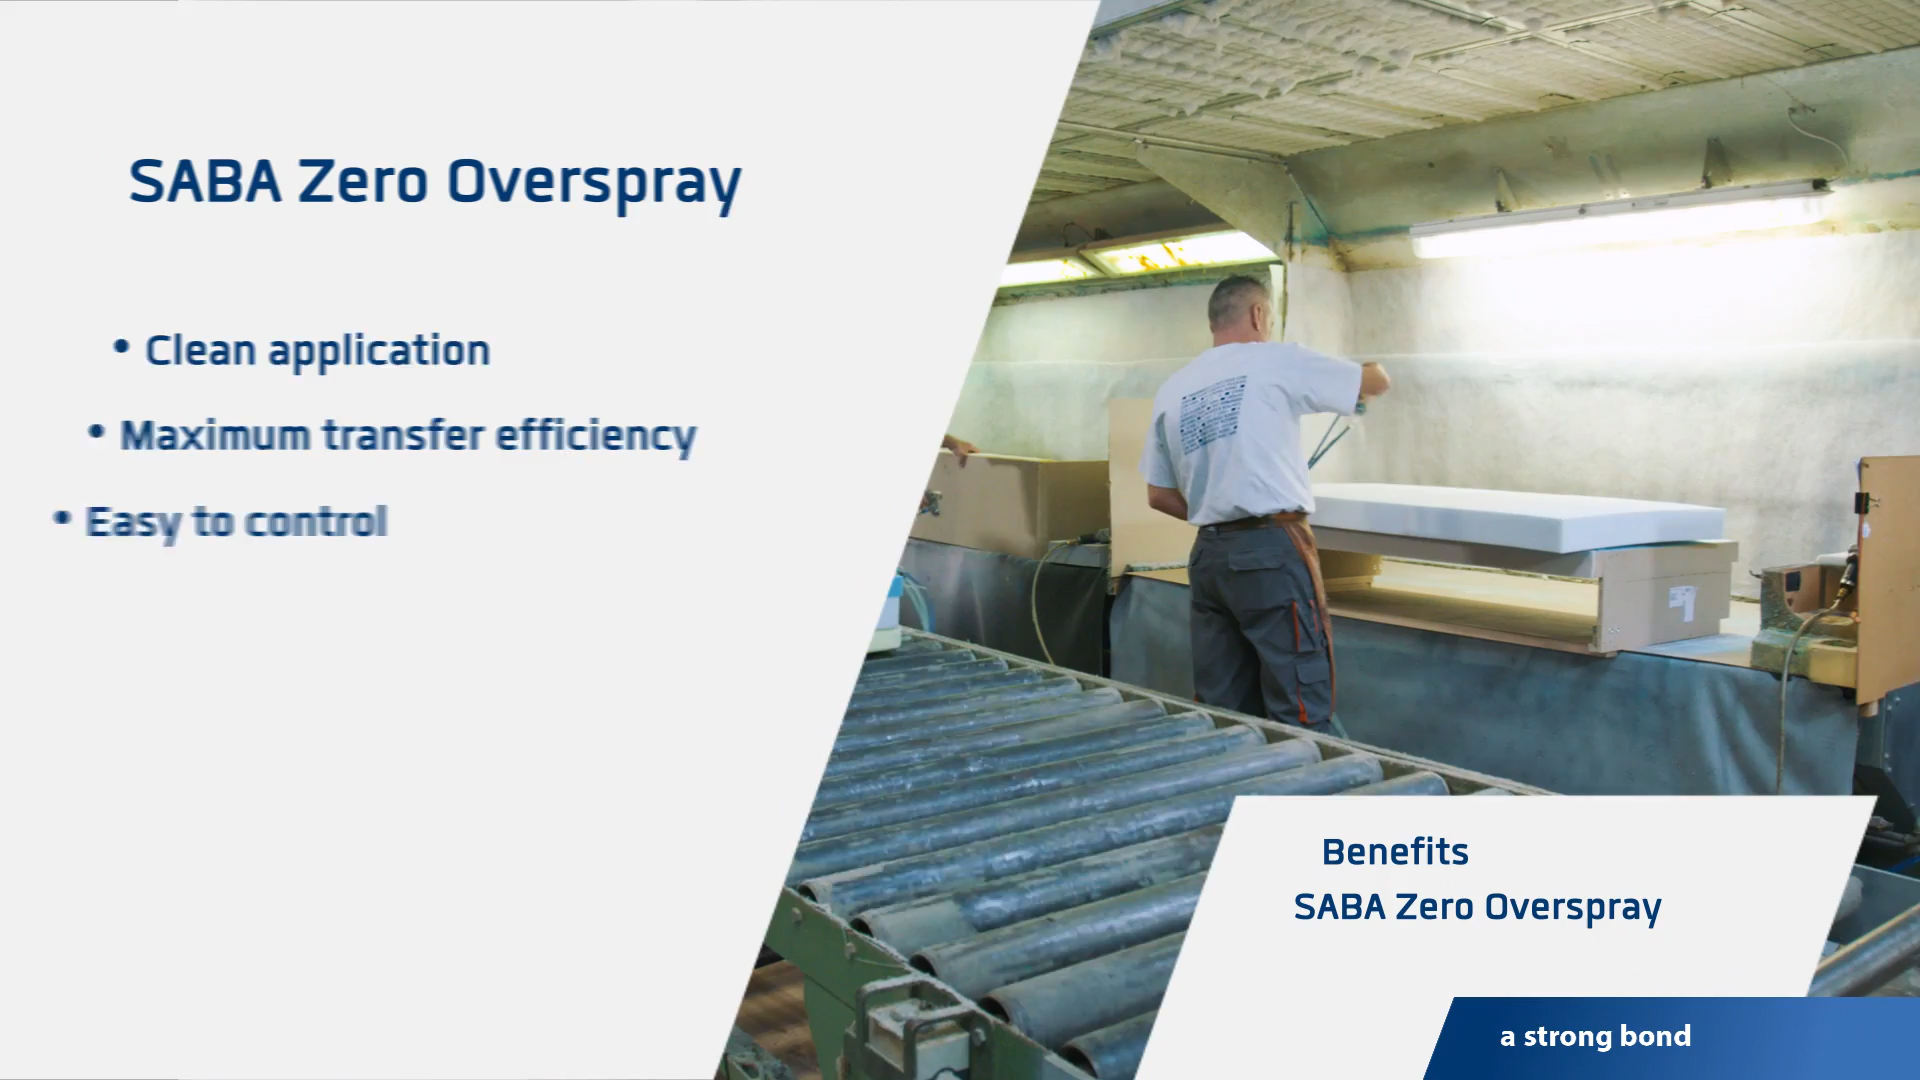 SABA Zero Overspray
• Clean application
• Maximum transfer efficiency
• Easy to control
Benefits
SABA Zero Overspray
a strong bond